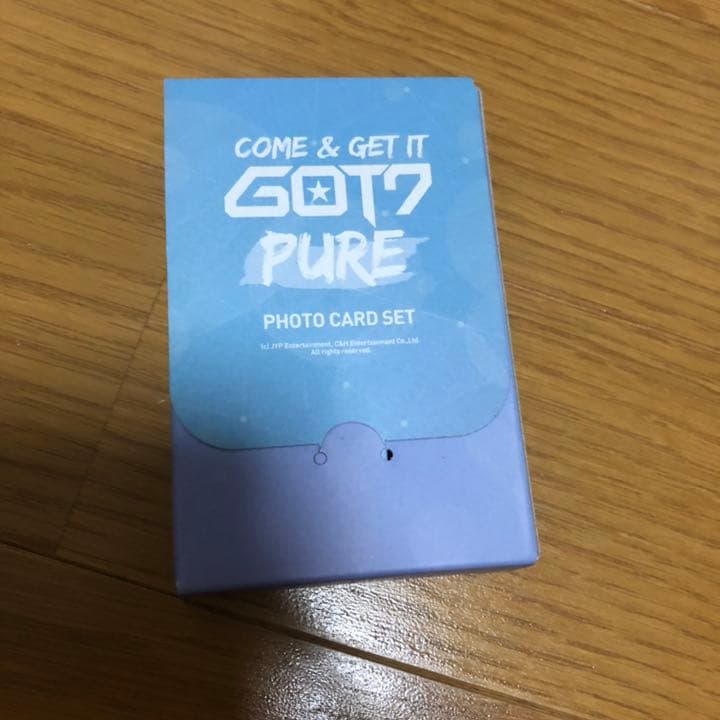 COME & GET IT
GOT7
PURE
PHOTO CARD SET
(c) JYP Entertainment, C&H Entertainment Co.,Ltd.
All rights reserved.